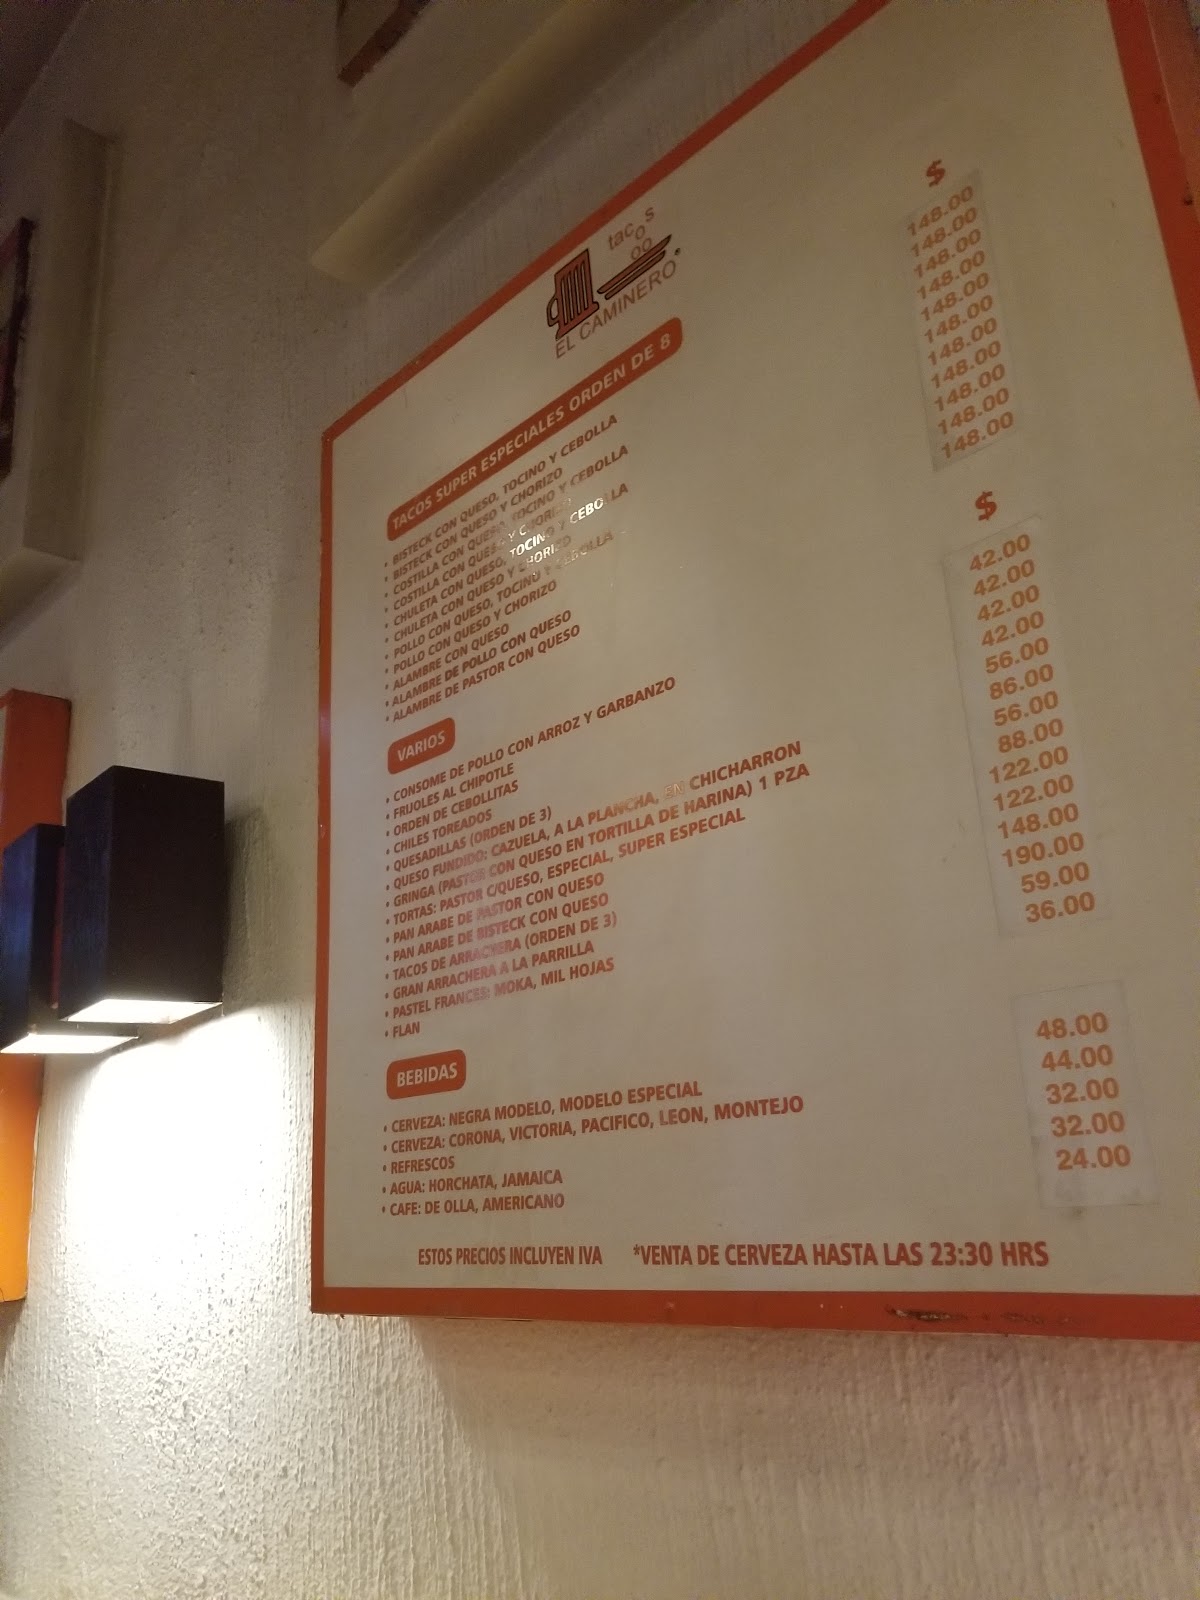 tacos
EL CAMINERO
TACOS SUPER ESPECIALES ORDEN DE 8 $
• BISTECK CON QUESO, TOCINO Y CEBOLLA 148.00
• BISTECK CON QUESO Y CHORIZO 148.00
• COSTILLA CON QUESO, TOCINO Y CEBOLLA 148.00
• COSTILLA CON QUESO Y CHORIZO 148.00
• CHULETA CON QUESO, TOCINO Y CEBOLLA 148.00
• CHULETA CON QUESO Y CHORIZO 148.00
• POLLO CON QUESO, TOCINO Y CEBOLLA 148.00
• POLLO CON QUESO Y CHORIZO 148.00
• ALAMBRE CON QUESO 148.00
• ALAMBRE DE POLLO CON QUESO 148.00
• ALAMBRE DE PASTOR CON QUESO 148.00
VARIOS $
• CONSOME DE POLLO CON ARROZ Y GARBANZO 42.00
• FRIJOLES AL CHIPOTLE 42.00
• ORDEN DE CEBOLLITAS 42.00
• CHILES TOREADOS 42.00
• QUESADILLAS (ORDEN DE 3) 56.00
• QUESO FUNDIDO: CAZUELA, A LA PLANCHA, EN CHICHARRON 86.00
• GRINGA (PASTOR CON QUESO EN TORTILLA DE HARINA) 1 PZA 56.00
• TORTAS: PASTOR C/QUESO, ESPECIAL, SUPER ESPECIAL 88.00
• PAN ARABE DE PASTOR CON QUESO 122.00
• PAN ARABE DE BISTECK CON QUESO 122.00
• TACOS DE ARRACHERA (ORDEN DE 3) 148.00
• GRAN ARRACHERA A LA PARRILLA 190.00
• PASTEL FRANCES: MOKA, MIL HOJAS 59.00
• FLAN 36.00
BEBIDAS
• CERVEZA: NEGRA MODELO, MODELO ESPECIAL 48.00
• CERVEZA: CORONA, VICTORIA, PACIFICO, LEON, MONTEJO 44.00
• REFRESCOS 32.00
• AGUA: HORCHATA, JAMAICA 32.00
• CAFE: DE OLLA, AMERICANO 24.00
ESTOS PRECIOS INCLUYEN IVA *VENTA DE CERVEZA HASTA LAS 23:30 HRS